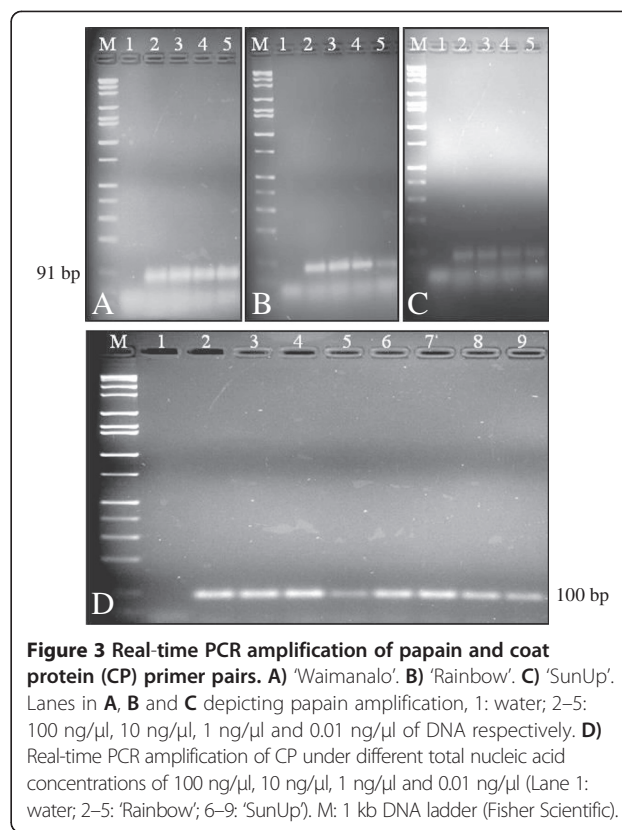 M 1 2 3 4 5 M 1 2 3 4 5 M 1 2 3 4 5
91 bp
A B C
M 1 2 3 4 5 6 7 8 9
D 100 bp
Figure 3 Real-time PCR amplification of papain and coat
protein (CP) primer pairs. A) ‘Waimanalo’. B) ‘Rainbow’. C) ‘SunUp’.
Lanes in A, B and C depicting papain amplification, 1: water; 2–5:
100 ng/μl, 10 ng/μl, 1 ng/μl and 0.01 ng/μl of DNA respectively. D)
Real-time PCR amplification of CP under different total nucleic acid
concentrations of 100 ng/μl, 10 ng/μl, 1 ng/μl and 0.01 ng/μl (Lane 1:
water; 2–5: ‘Rainbow’; 6–9: ‘SunUp’). M: 1 kb DNA ladder (Fisher Scientific).